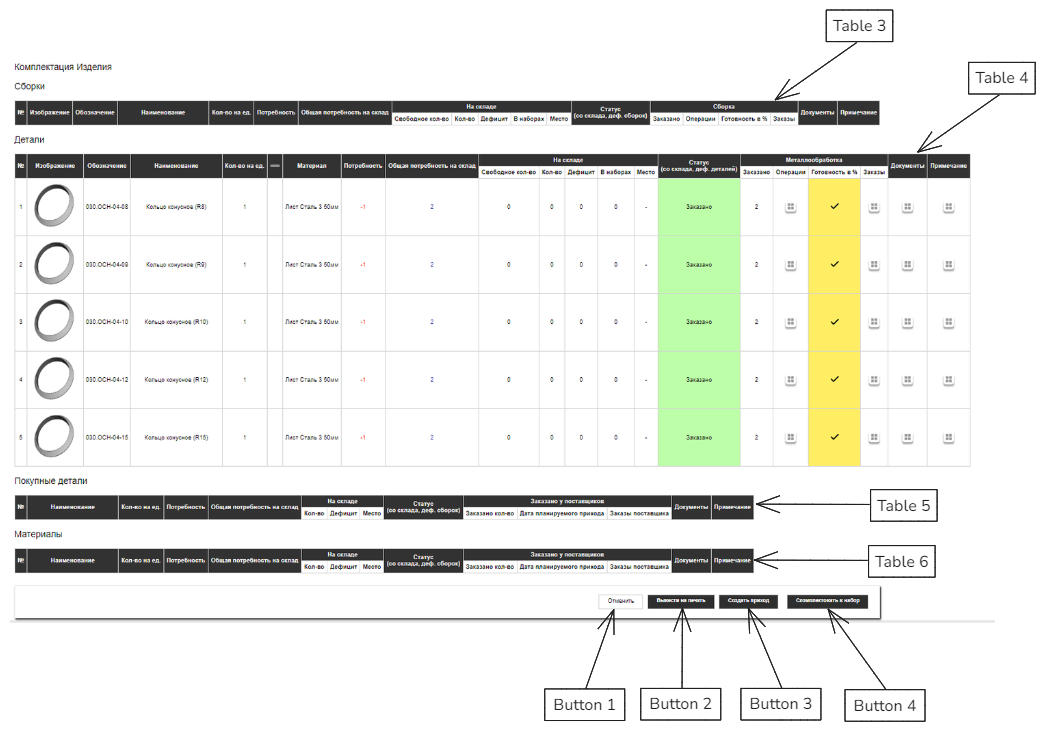 Table 3
Table 4
Комплектация Изделия
Сборки
№ Изображение Обозначение Наименование Кол-во на ед. Потребность Общая потребность на склад На складе Статус (со склада, деф. сборок) Сборка Документы Примечание
Свободное кол-во Кол-во Дефицит В наборах Место Заказано Операции Готовность в % Заказы
Детали
№ Изображение Обозначение Наименование Кол-во на ед. — Материал Потребность Общая потребность на склад На складе Статус (со склада, деф. деталей) Металлообработка Документы Примечание
Свободное кол-во Кол-во Дефицит В наборах Место Заказано Операции Готовность в % Заказы
1 030.ОСН-04-08 Кольцо конусное (R8) 1 Лист Сталь 3 50мм -1 2 0 0 0 0 - Заказано 2
2 030.ОСН-04-09 Кольцо конусное (R9) 1 Лист Сталь 3 50мм -1 2 0 0 0 0 - Заказано 2
3 030.ОСН-04-10 Кольцо конусное (R10) 1 Лист Сталь 3 50мм -1 2 0 0 0 0 - Заказано 2
4 030.ОСН-04-12 Кольцо конусное (R12) 1 Лист Сталь 3 50мм -1 2 0 0 0 0 - Заказано 2
5 030.ОСН-04-15 Кольцо конусное (R15) 1 Лист Сталь 3 50мм -1 2 0 0 0 0 - Заказано 2
Покупные детали
№ Наименование Кол-во на ед. Потребность Общая потребность на склад На складе Статус (со склада, деф. сборок) Заказано у поставщиков Документы Примечание
Кол-во Дефицит Место Заказано кол-во Дата планируемого прихода Заказы поставщика
Table 5
Материалы
№ Наименование Кол-во на ед. Потребность Общая потребность на склад На складе Статус (со склада, деф. сборок) Заказано у поставщиков Документы Примечание
Кол-во Дефицит Место Заказано кол-во Дата планируемого прихода Заказы поставщика
Table 6
Отменить Вывести на печать Создать приход Скомплектовать в набор
Button 1 Button 2 Button 3 Button 4